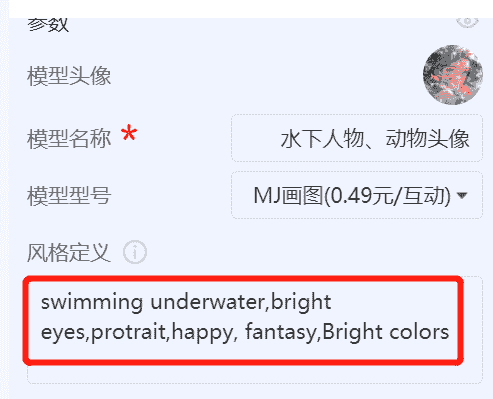 参数
模型头像
模型名称 * 水下人物、动物头像
模型型号 MJ画图(0.49元/互动)
风格定义
swimming underwater,bright
eyes,protrait,happy, fantasy,Bright colors